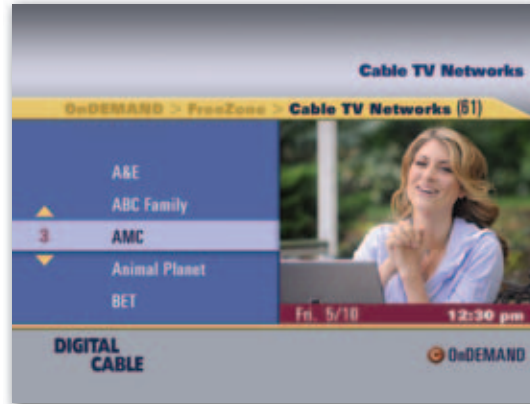 Cable TV Networks
OnDEMAND > FreeZone > Cable TV Networks (61)
A&E
ABC Family
3 AMC
Animal Planet
BET
Fri. 5/10 12:30 pm
DIGITAL
CABLE
OnDEMAND